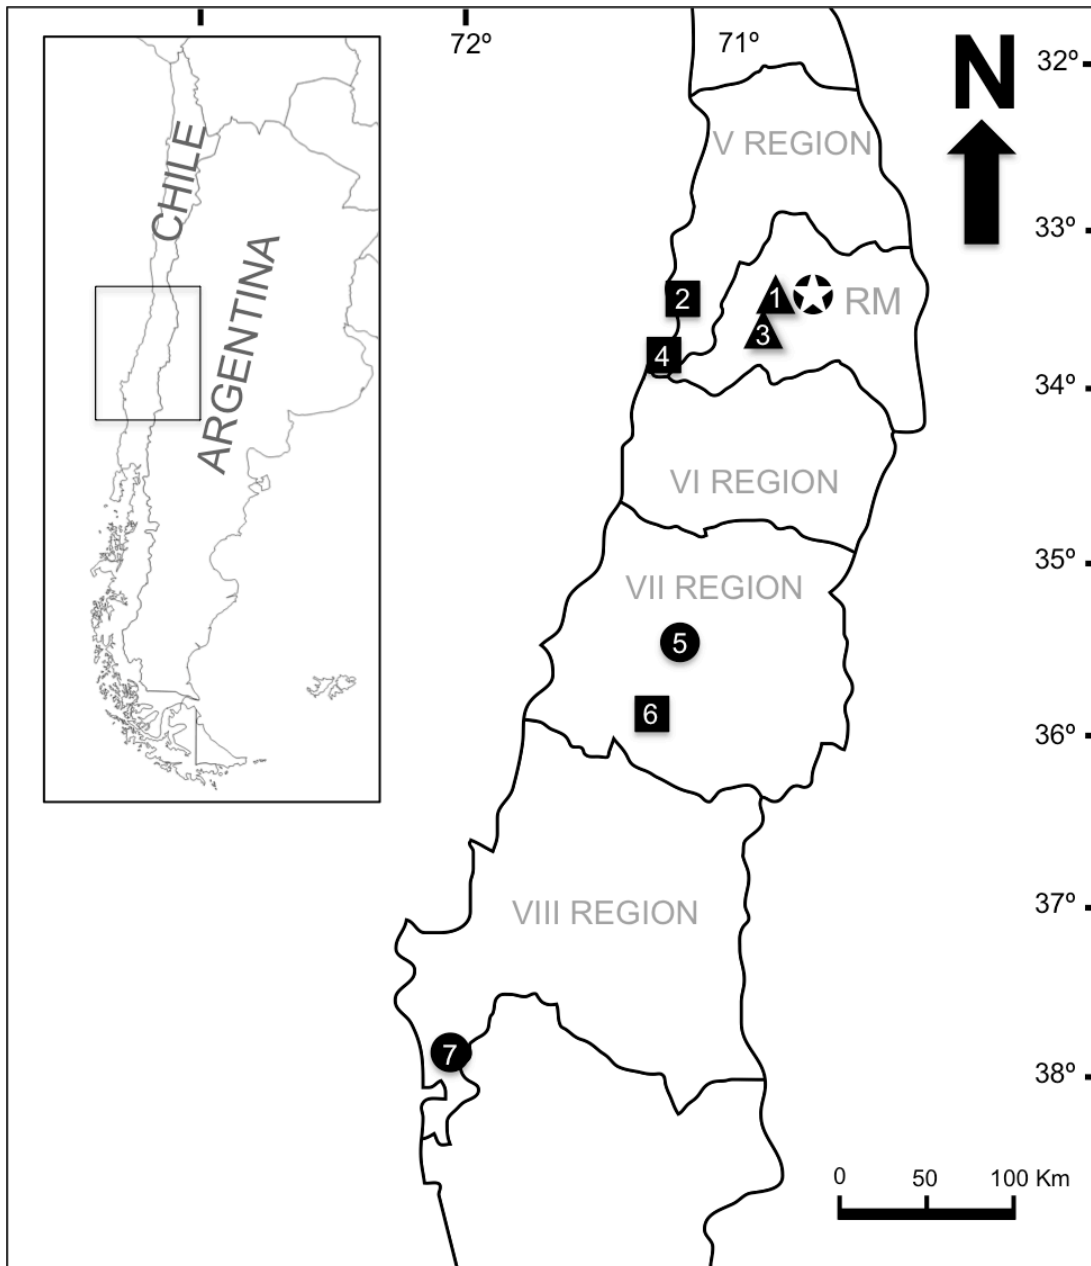 72º
71º
32º
N
CHILE
V REGION
33º
ARGENTINA
2
1
RM
3
4
34º
VI REGION
35º
VII REGION
5
6
36º
VIII REGION
37º
7
38º
0 50 100 Km